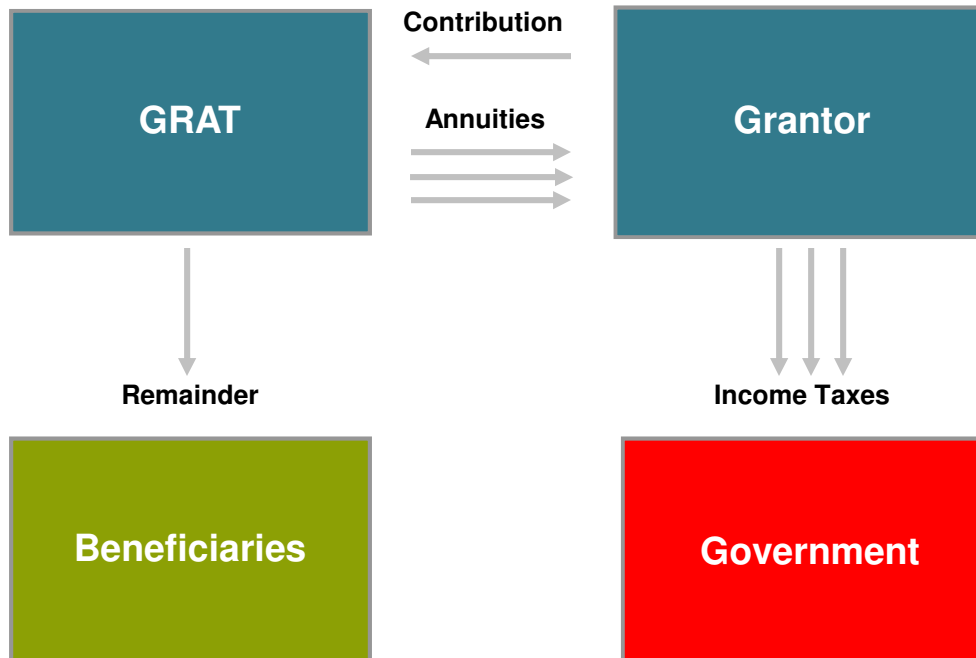 Contribution
GRAT
Annuities
Grantor
Remainder
Income Taxes
Beneficiaries
Government